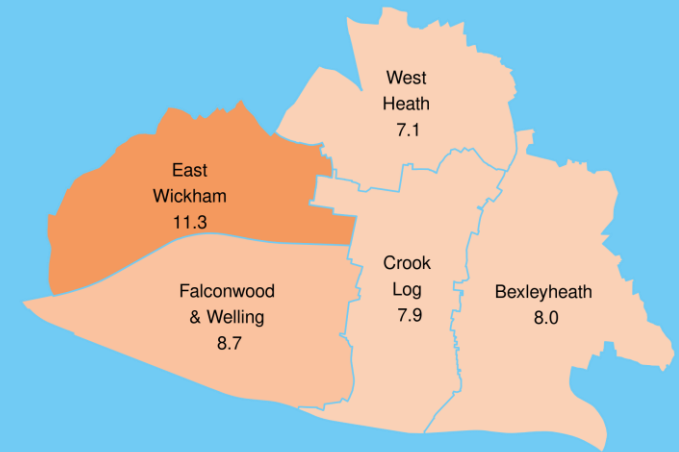 West
Heath
7.1
East
Wickham
11.3
Crook
Log
7.9
Falconwood
& Welling
8.7
Bexleyheath
8.0